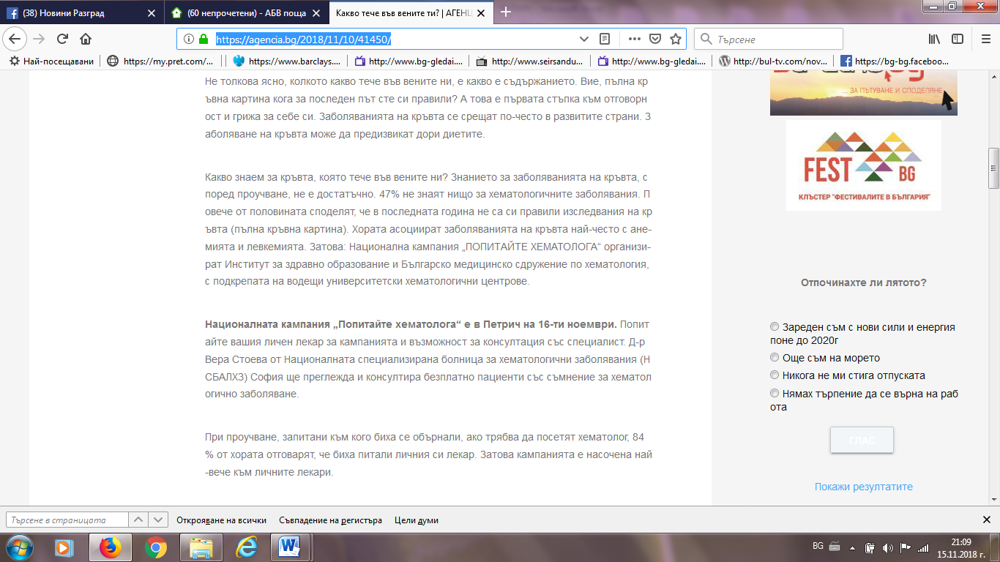 (38) Новини Разград
(60 непрочетени) - АБВ поща
Какво тече във вените ти? | АГЕНЦ
https://agencia.bg/2018/11/10/41450/
Търсене
Най-посещавани
https://my.pret.com/...
https://www.barclays....
http://www.bg-gledai....
http://www.seirsandu...
http://www.bg-gledai....
http://bul-tv.com/nov...
https://bg-bg.faceboo...
Не толкова ясно, колкото какво тече във вените ни, е какво е съдържанието. Вие, пълна кр
ъвна картина кога за последен път сте си правили? А това е първата стъпка към отговорн
ост и грижа за себе си. Заболяванията на кръвта се срещат по-често в развитите страни. З
аболяване на кръвта може да предизвикат дори диетите.
Какво знаем за кръвта, която тече във вените ни? Знанието за заболяванията на кръвта, с
поред проучване, не е достатъчно. 47% не знаят нищо за хематологичните заболявания. П
овече от половината споделят, че в последната година не са си правили изследвания на кр
ъвта (пълна кръвна картина). Хората асоциират заболяванията на кръвта най-често с ане-
мията и левкемията. Затова: Национална кампания „ПОПИТАЙТЕ ХЕМАТОЛОГА“ организи-
рат Институт за здравно образование и Българско медицинско сдружение по хематология,
с подкрепата на водещи университетски хематологични центрове.
Националната кампания „Попитайте хематолога“ е в Петрич на 16-ти ноември. Попит
айте вашия личен лекар за кампанията и възможност за консултация със специалист. Д-р
Вера Стоева от Националната специализирана болница за хематологични заболявания (Н
СБАЛХЗ) София ще преглежда и консултира безплатно пациенти със съмнение за хематол
огично заболяване.
При проучване, запитани към кого биха се обърнали, ако трябва да посетят хематолог, 84
% от хората отговарят, че биха питали личния си лекар. Затова кампанията е насочена най
-вече към личните лекари.
... ЗА ПЪТУВАНЕ И СПОДЕЛЯНЕ
FEST BG
КЛЪСТЕР "ФЕСТИВАЛИТЕ В БЪЛГАРИЯ"
Отпочинахте ли лятото?
Зареден съм с нови сили и енергия
поне до 2020г
Още съм на морето
Никога не ми стига отпуската
Нямах търпение да се върна на раб
ота
ГЛАС
Покажи резултатите
Търсене в страницата
Открояване на всички
Съвпадение на регистъра
Цели думи
BG
21:09
15.11.2018 г.